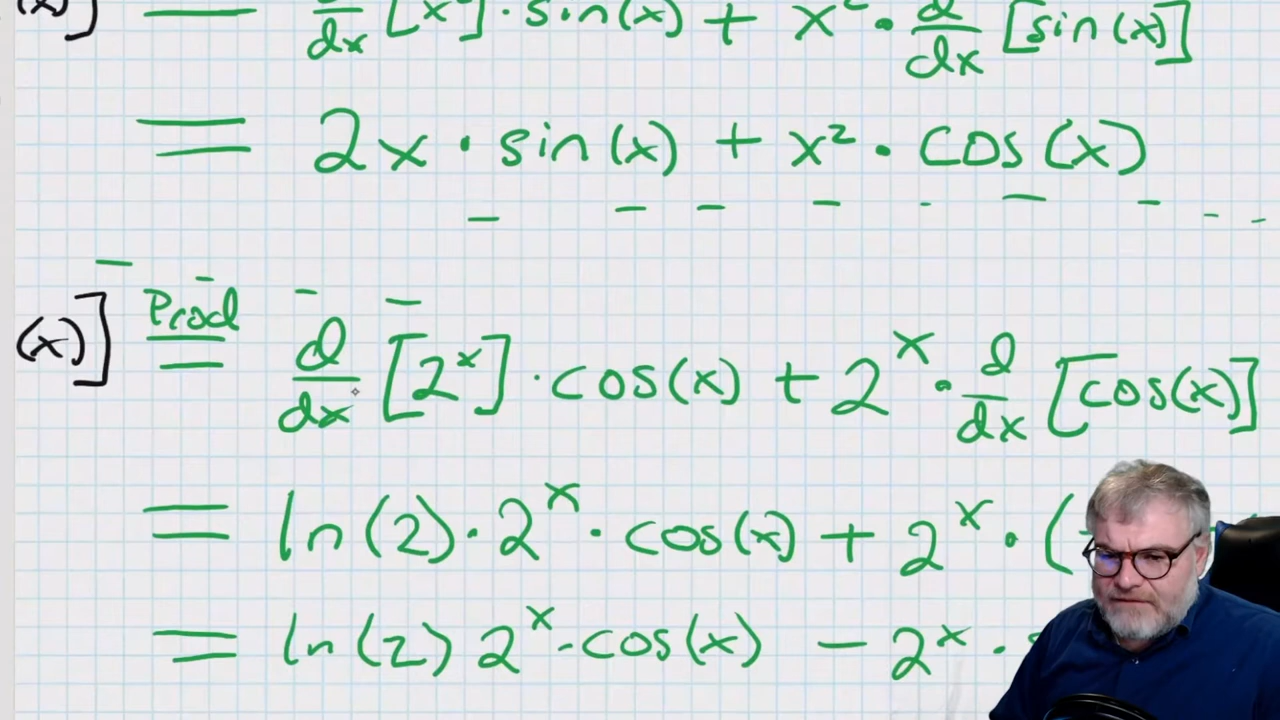 (x)] = d/dx [x²] · sin(x) + x² · d/dx [sin(x)]
= 2x · sin(x) + x² · cos(x)
(x)] Prod = d/dx [2^x] · cos(x) + 2^x · d/dx [cos(x)]
= ln(2) · 2^x · cos(x) + 2^x · (
= ln(2) 2^x · cos(x) − 2^x ·